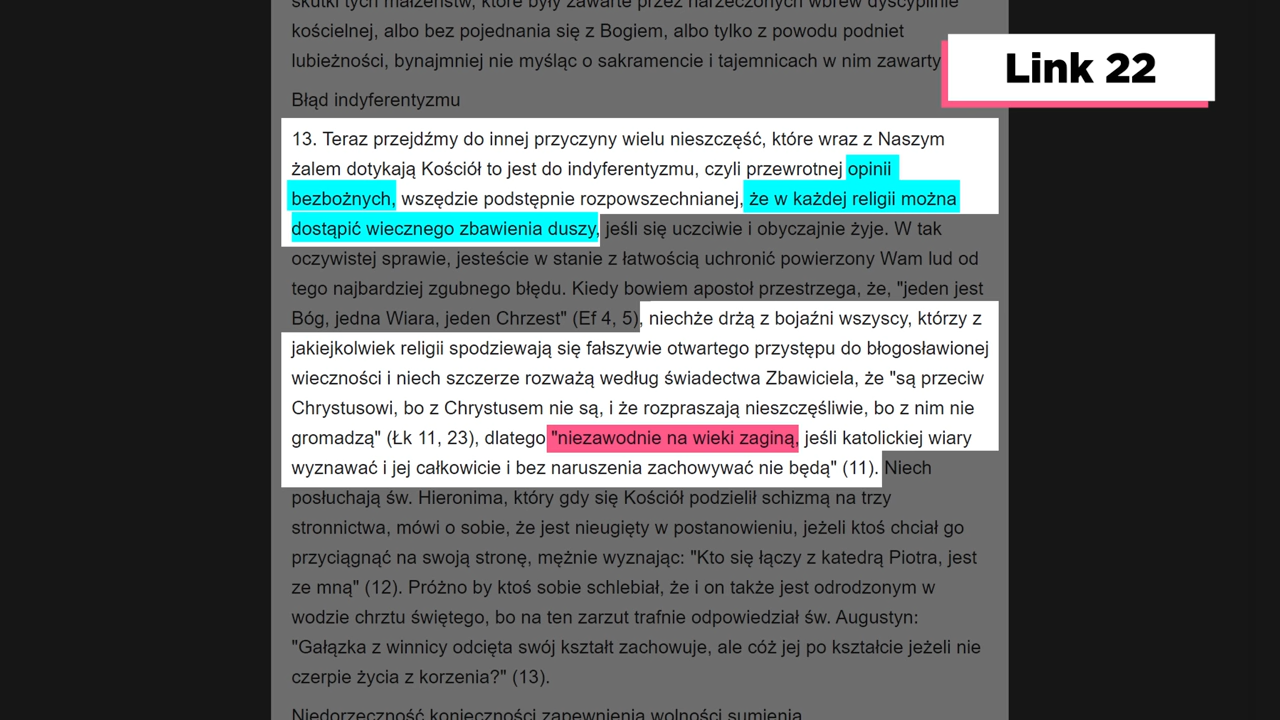 skutki tych małżeństw, które były zawarte przez narzeczonych wbrew dyscyplinie
kościelnej, albo bez pojednania się z Bogiem, albo tylko z powodu podniet
lubieżności, bynajmniej nie myśląc o sakramencie i tajemnicach w nim zawarty
Link 22
Błąd indyferentyzmu
13. Teraz przejdźmy do innej przyczyny wielu nieszczęść, które wraz z Naszym
żalem dotykają Kościół to jest do indyferentyzmu, czyli przewrotnej opinii
bezbożnych, wszędzie podstępnie rozpowszechnianej, że w każdej religii można
dostąpić wiecznego zbawienia duszy, jeśli się uczciwie i obyczajnie żyje. W tak
oczywistej sprawie, jesteście w stanie z łatwością uchronić powierzony Wam lud od
tego najbardziej zgubnego błędu. Kiedy bowiem apostoł przestrzega, że, "jeden jest
Bóg, jedna Wiara, jeden Chrzest" (Ef 4, 5), niechże drżą z bojaźni wszyscy, którzy z
jakiejkolwiek religii spodziewają się fałszywie otwartego przystępu do błogosławionej
wieczności i niech szczerze rozważą według świadectwa Zbawiciela, że "są przeciw
Chrystusowi, bo z Chrystusem nie są, i że rozpraszają nieszczęśliwie, bo z nim nie
gromadzą" (Łk 11, 23), dlatego "niezawodnie na wieki zaginą, jeśli katolickiej wiary
wyznawać i jej całkowicie i bez naruszenia zachowywać nie będą" (11). Niech
posłuchają św. Hieronima, który gdy się Kościół podzielił schizmą na trzy
stronnictwa, mówi o sobie, że jest nieugięty w postanowieniu, jeżeli ktoś chciał go
przyciągnąć na swoją stronę, mężnie wyznając: "Kto się łączy z katedrą Piotra, jest
ze mną" (12). Próżno by ktoś sobie schlebiał, że i on także jest odrodzonym w
wodzie chrztu świętego, bo na ten zarzut trafnie odpowiedział św. Augustyn:
"Gałązka z winnicy odcięta swój kształt zachowuje, ale cóż jej po kształcie jeżeli nie
czerpie życia z korzenia?" (13).
Niedorzeczność konieczności zapewnienia wolności sumienia